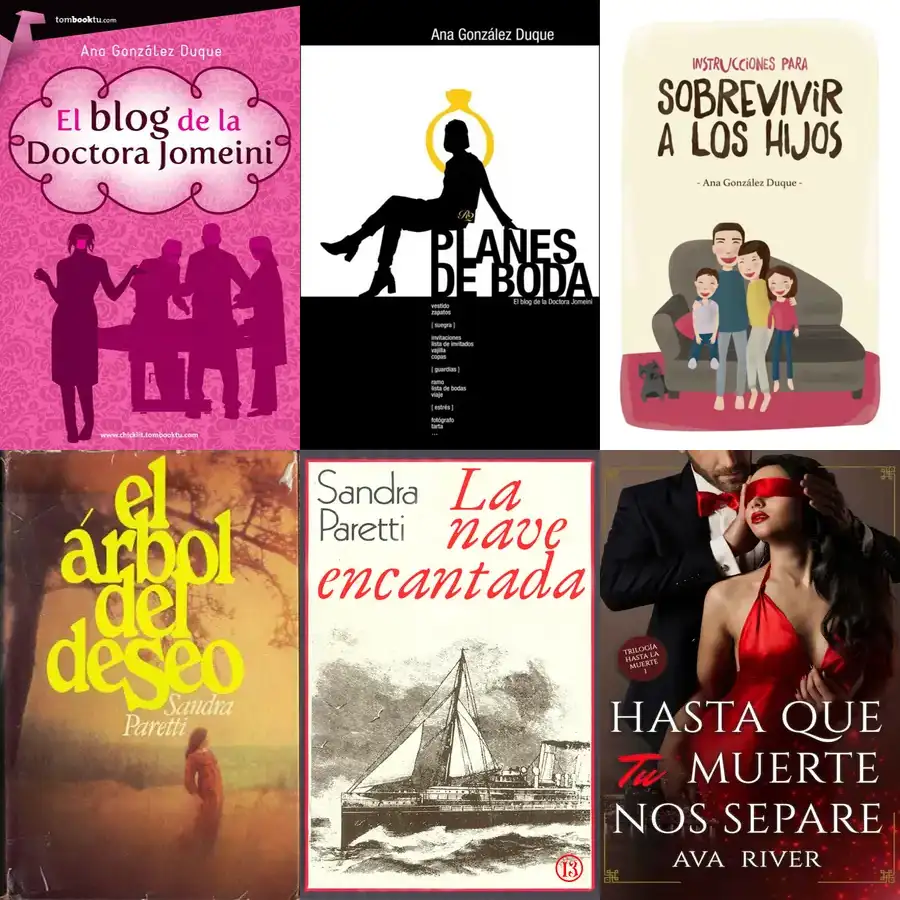 tombooktu.com
Ana González Duque
El blog de la
Doctora Jomeini
www.chicklit.tombooktu.com
Ana González Duque
PLANES
DE BODA
El blog de la Doctora Jomeini
vestido
zapatos
[ suegra ]
invitaciones
lista de invitados
vajilla
copas
[ guardias ]
ramo
lista de bodas
viaje
[ estrés ]
fotógrafo
tarta
...
INSTRUCCIONES PARA
SOBREVIVIR
A LOS HIJOS
- Ana González Duque -
el
árbol
del
deseo
Sandra
Paretti
Sandra
Paretti
La
nave
encantada
13
TRILOGÍA
HASTA LA
MUERTE
1
HASTA QUE
Tu MUERTE
NOS SEPARE
AVA RIVER